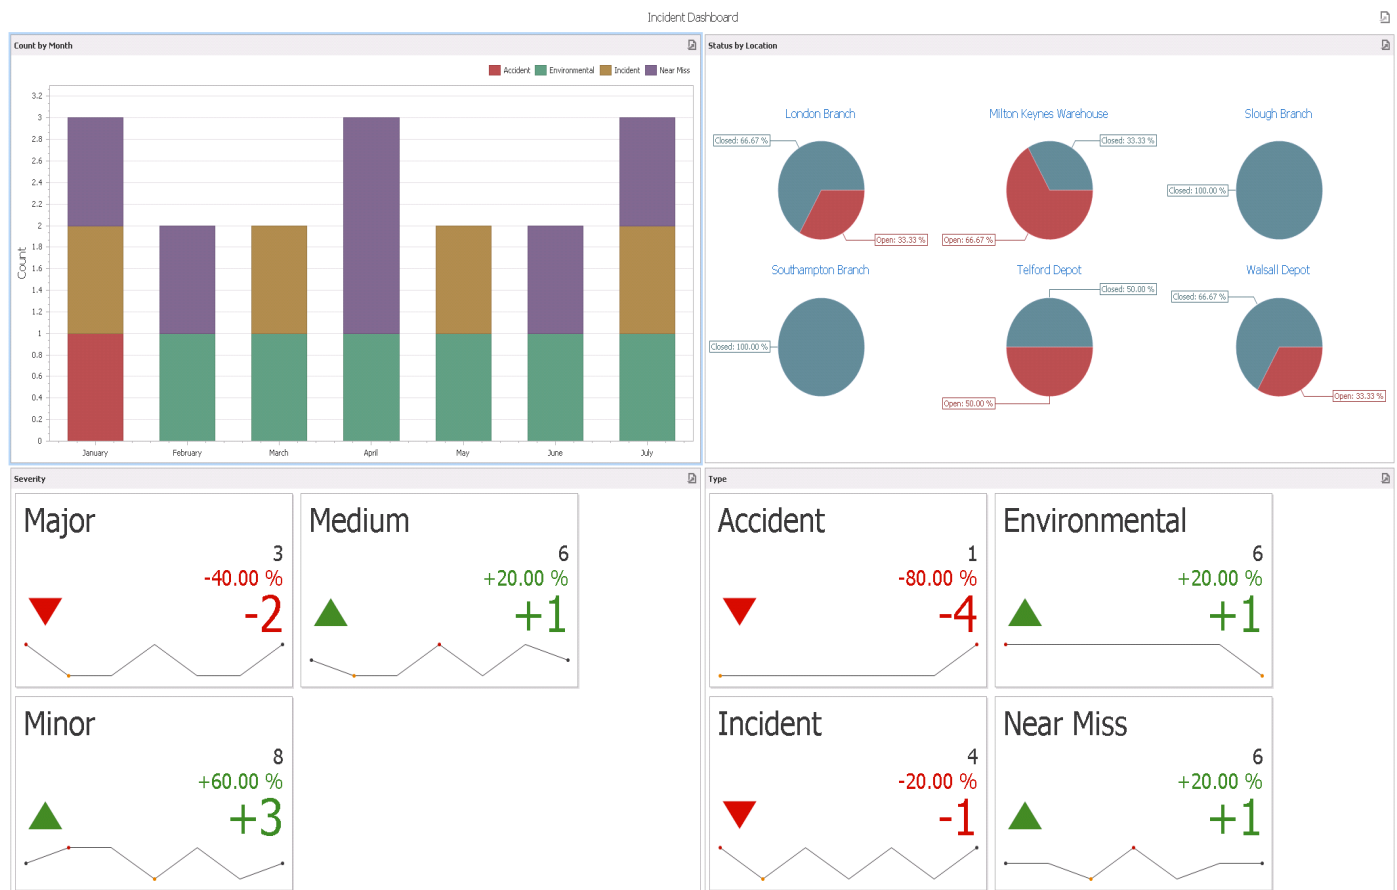 Incident Dashboard
Count by Month
Accident Environmental Incident Near Miss
3.2
3
2.8
2.6
2.4
2.2
2
1.8
1.6
1.4
1.2
1
0.8
0.6
0.4
0.2
0
Count
January February March April May June July
Status by Location
London Branch Milton Keynes Warehouse Slough Branch
Closed: 66.67 % Closed: 33.33 %
Closed: 100.00 %
Open: 33.33 % Open: 66.67 %
Southampton Branch Telford Depot Walsall Depot
Closed: 50.00 % Closed: 66.67 %
Closed: 100.00 %
Open: 50.00 % Open: 33.33 %
Severity
Major
3
-40.00 %
-2
Medium
6
+20.00 %
+1
Minor
8
+60.00 %
+3
Type
Accident
1
-80.00 %
-4
Environmental
6
+20.00 %
+1
Incident
4
-20.00 %
-1
Near Miss
6
+20.00 %
+1